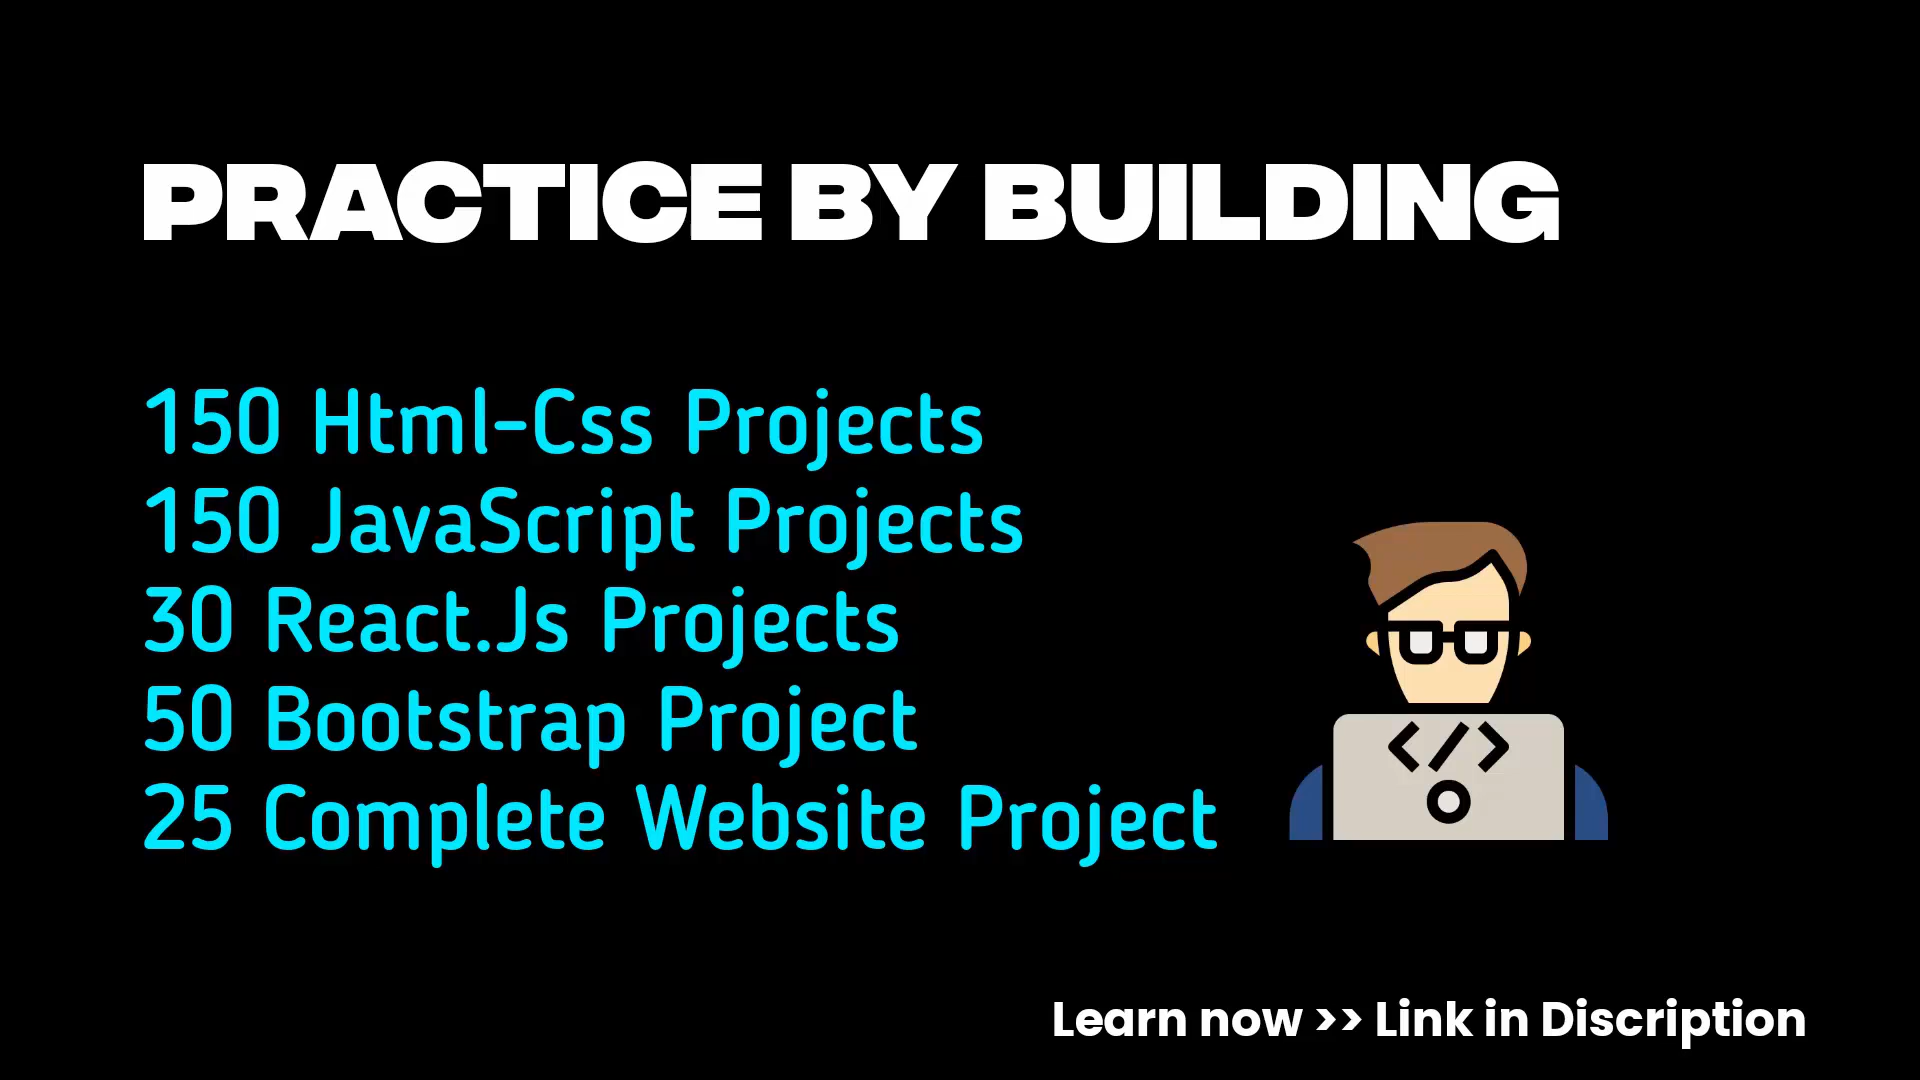 PRACTICE BY BUILDING
150 Html-Css Projects
150 JavaScript Projects
30 React.Js Projects
50 Bootstrap Project
25 Complete Website Project
</>
Learn now >> Link in Discription